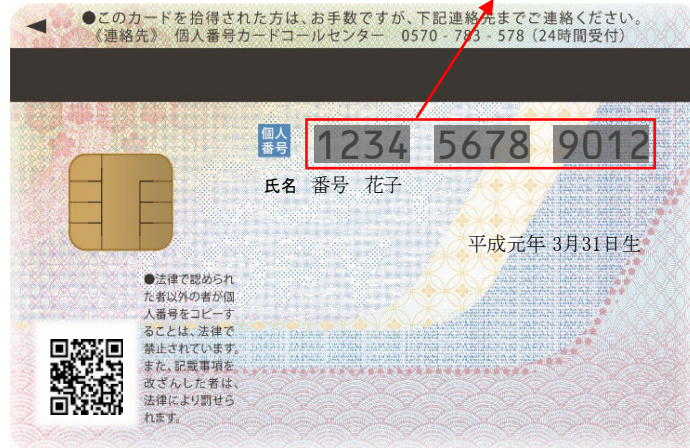 ●このカードを拾得された方は、お手数ですが、下記連絡先までご連絡ください。
《連絡先》 個人番号カードコールセンター 0570 - 783 - 578（24時間受付）
個人
番号
1234 5678 9012
氏名 番号 花子
平成元年 3月31日生
●法律で認められ
た者以外の者が個
人番号をコピーす
ることは、法律で
禁止されています。
また、記載事項を
改ざんした者は、
法律により罰せら
れます。